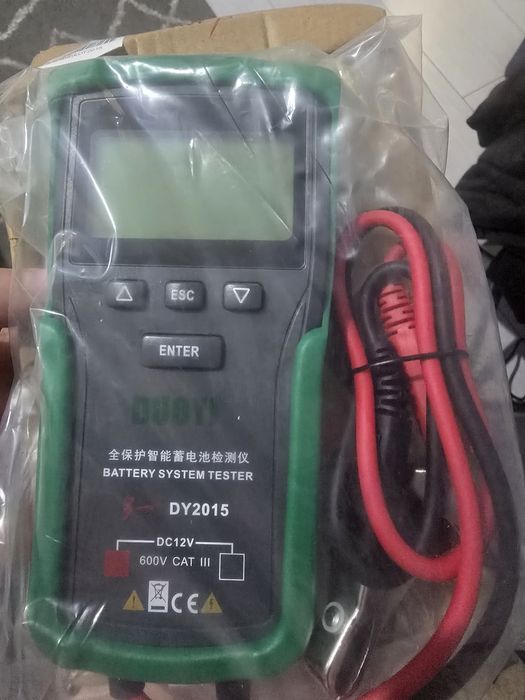 ESC
ENTER
DUOYI
全保护智能蓄电池检测仪
BATTERY SYSTEM TESTER
DY2015
DC12V
600V CAT III
CE